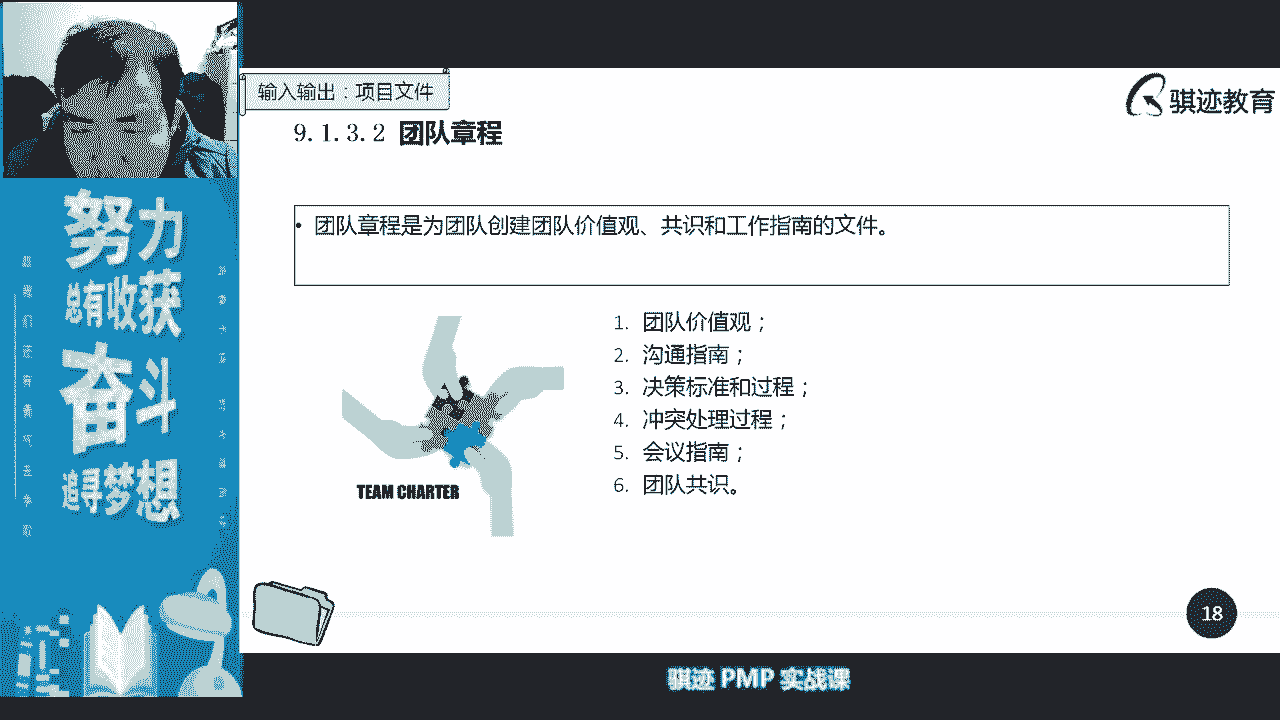 输入输出：项目文件
骐迹教育
9.1.3.2 团队章程
• 团队章程是为团队创建团队价值观、共识和工作指南的文件。
1. 团队价值观；
2. 沟通指南；
3. 决策标准和过程；
4. 冲突处理过程；
5. 会议指南；
6. 团队共识。
TEAM CHARTER
努力
总有收获
奋斗
追寻梦想
18
骐迹 PMP 实战课